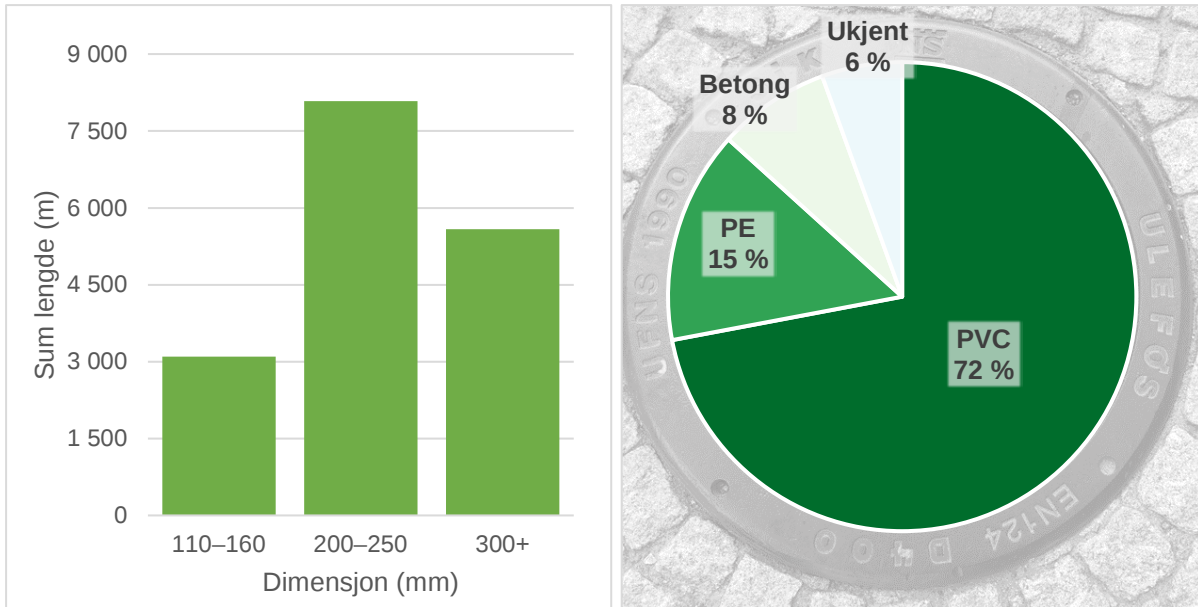 9 000
7 500
6 000
4 500
3 000
1 500
0
Sum lengde (m)
110–160
200–250
300+
Dimensjon (mm)
Ukjent
6 %
Betong
8 %
PE
15 %
PVC
72 %
1990
ULEFOS
EN124 D400